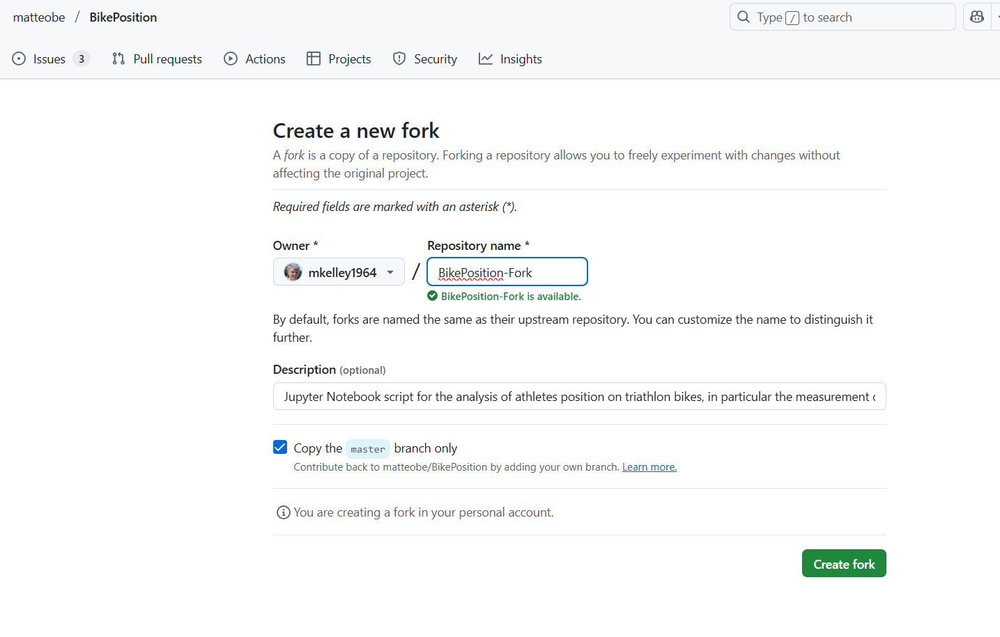 matteobe / BikePosition
Type / to search
Issues 3 Pull requests Actions Projects Security Insights
Create a new fork
A fork is a copy of a repository. Forking a repository allows you to freely experiment with changes without
affecting the original project.
Required fields are marked with an asterisk (*).
Owner *
Repository name *
mkelley1964 / BikePosition-Fork
BikePosition-Fork is available.
By default, forks are named the same as their upstream repository. You can customize the name to distinguish it
further.
Description (optional)
Jupyter Notebook script for the analysis of athletes position on triathlon bikes, in particular the measurement
Copy the master branch only
Contribute back to matteobe/BikePosition by adding your own branch. Learn more.
You are creating a fork in your personal account.
Create fork